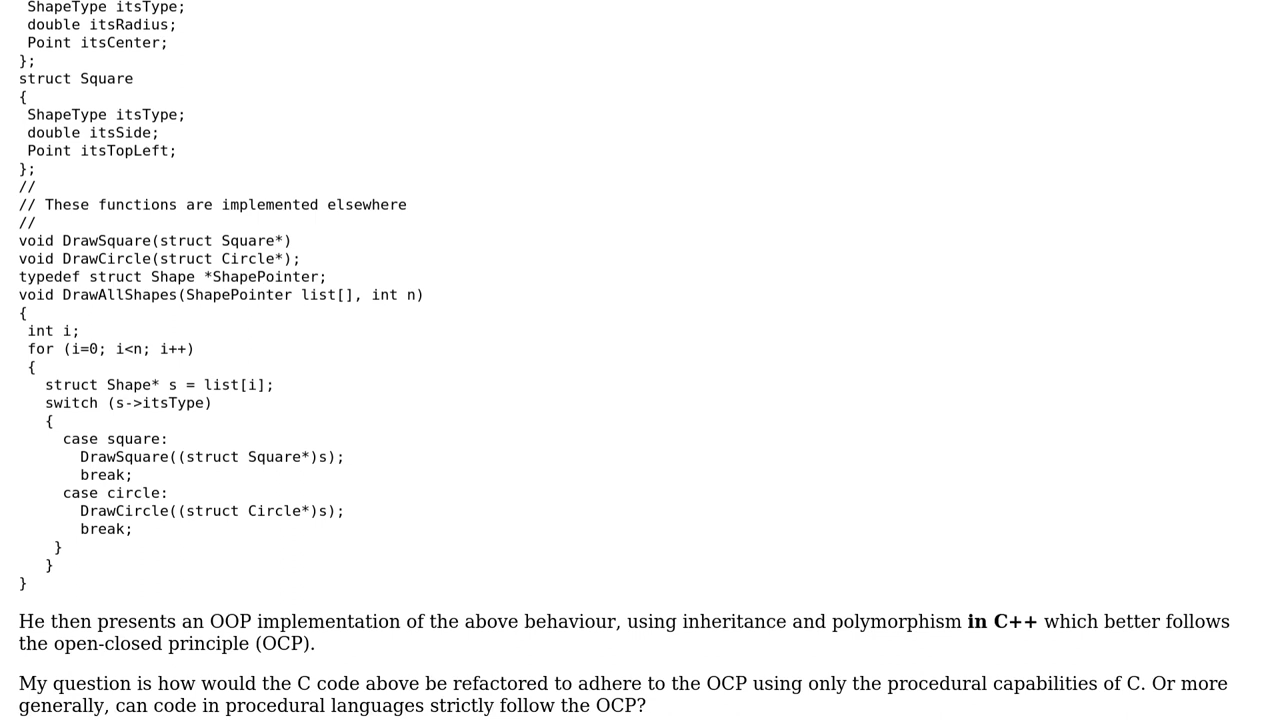 ShapeType itsType;
double itsRadius;
Point itsCenter;
};
struct Square
{
ShapeType itsType;
double itsSide;
Point itsTopLeft;
};
//
// These functions are implemented elsewhere
//
void DrawSquare(struct Square*)
void DrawCircle(struct Circle*);
typedef struct Shape *ShapePointer;
void DrawAllShapes(ShapePointer list[], int n)
{
int i;
for (i=0; i<n; i++)
{
struct Shape* s = list[i];
switch (s->itsType)
{
case square:
DrawSquare((struct Square*)s);
break;
case circle:
DrawCircle((struct Circle*)s);
break;
}
}
}
He then presents an OOP implementation of the above behaviour, using inheritance and polymorphism in C++ which better follows
the open-closed principle (OCP).
My question is how would the C code above be refactored to adhere to the OCP using only the procedural capabilities of C. Or more
generally, can code in procedural languages strictly follow the OCP?